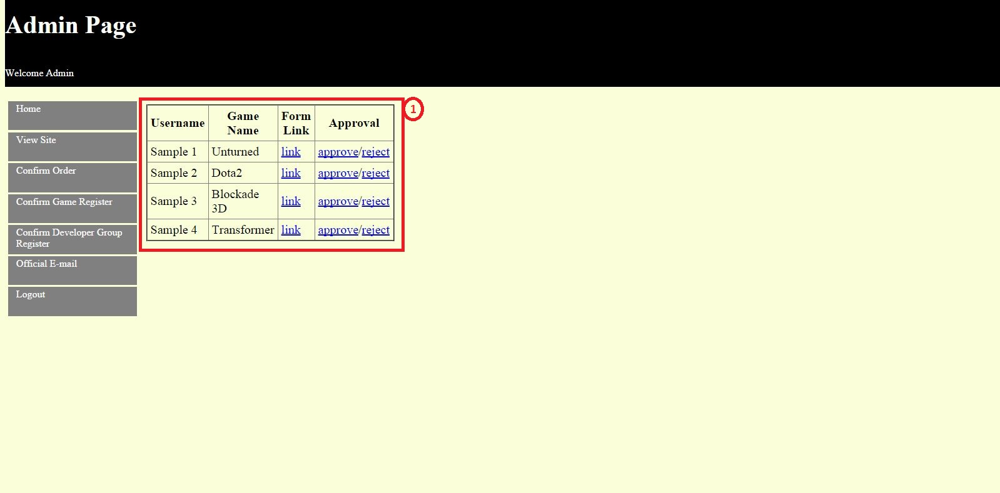 Admin Page
Welcome Admin
Home
View Site
Confirm Order
Confirm Game Register
Confirm Developer Group
Register
Official E-mail
Logout
Username Game Name Form Link Approval
Sample 1 Unturned link approve/reject
Sample 2 Dota2 link approve/reject
Sample 3 Blockade 3D link approve/reject
Sample 4 Transformer link approve/reject
1